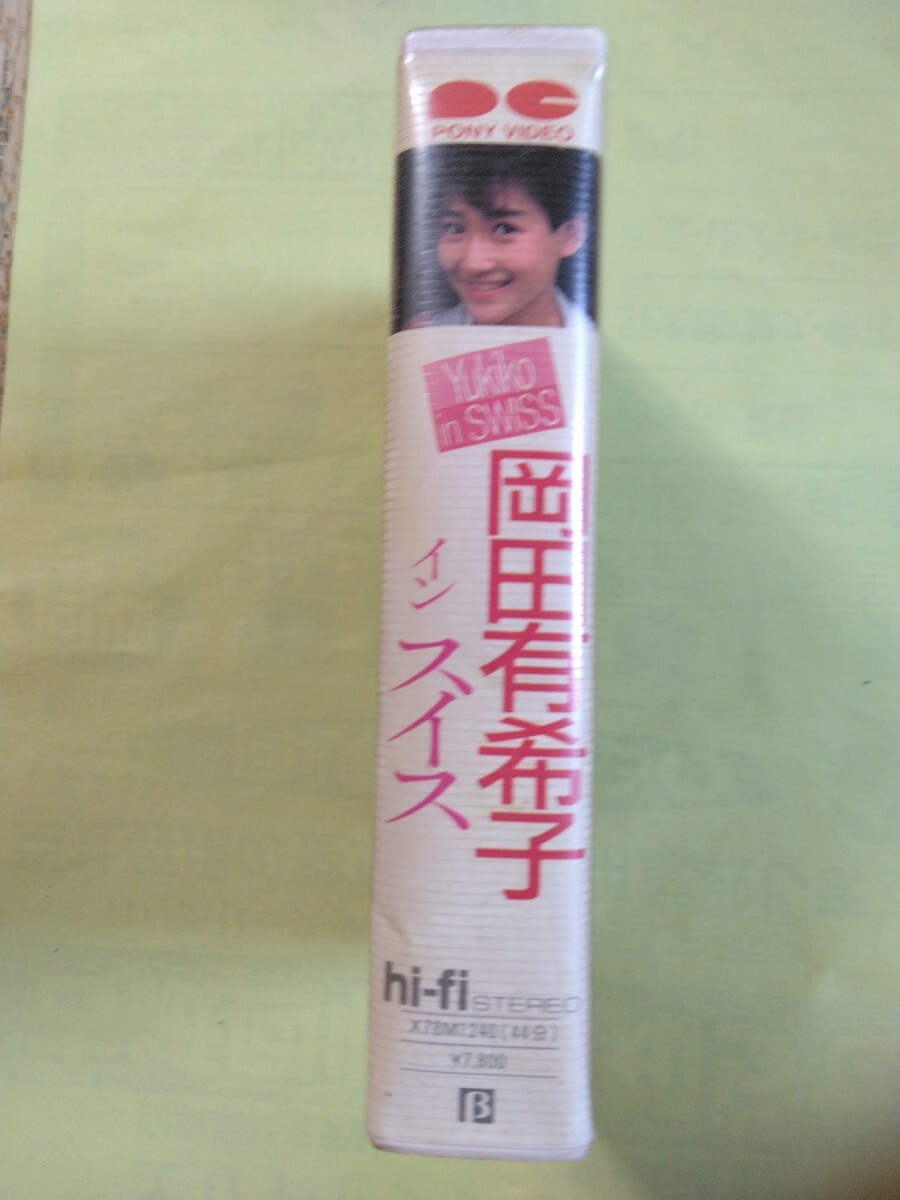 PONY VIDEO
Yukiko
in SWISS
岡田有希子
イン スイス
hi-fi STEREO
X78M1240(44分)
¥7,800
β